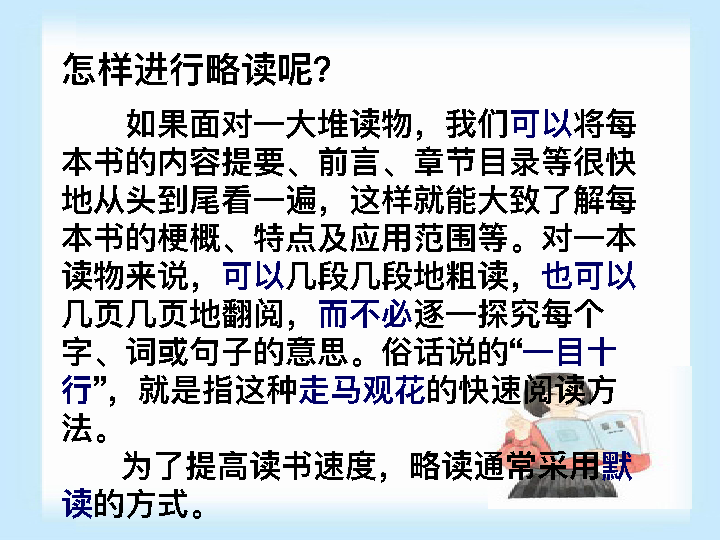 怎样进行略读呢?
如果面对一大堆读物，我们可以将每
本书的内容提要、前言、章节目录等很快
地从头到尾看一遍，这样就能大致了解每
本书的梗概、特点及应用范围等。对一本
读物来说，可以几段几段地粗读，也可以
几页几页地翻阅，而不必逐一探究每个
字、词或句子的意思。俗话说的“一目十
行”，就是指这种走马观花的快速阅读方
法。
为了提高读书速度，略读通常采用默
读的方式。